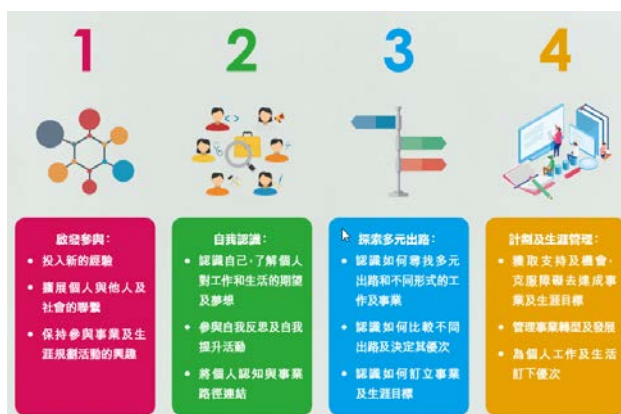 1
2
3
4
啟發參與：
投入新的經驗
擴展個人與他人及
社會的聯繫
保持參與事業及生
涯規劃活動的興趣
自我認識：
認識自己，了解個人
對工作和生活的期望
及夢想
參與自我反思及自我
提升活動
將個人認知與事業
路徑連結
探索多元出路：
認識如何尋找多元
出路和不同形式的工
作及事業
認識如何比較不同
出路及決定其優次
認識如何訂立事業
及生涯目標
計劃及生涯管理：
獲取支持及機會，
克服障礙去達成事
業及生涯目標
管理事業轉型及發展
為個人工作及生活
訂下優次